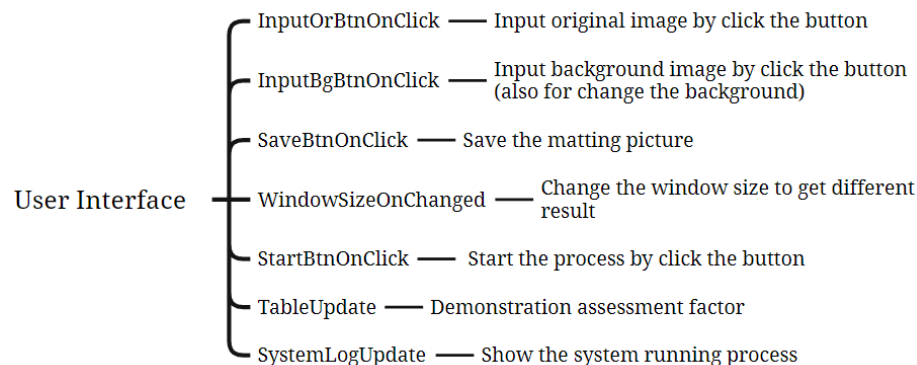 InputOrBtnOnClick Input original image by click the button
InputBgBtnOnClick Input background image by click the button
(also for change the background)
SaveBtnOnClick Save the matting picture
User Interface WindowSizeOnChanged Change the window size to get different
result
StartBtnOnClick Start the process by click the button
TableUpdate Demonstration assessment factor
SystemLogUpdate Show the system running process